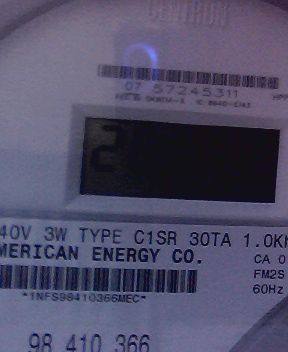 CENTRON
07 57245311
2
40V 3W TYPE C1SR 30TA 1.0K
MERICAN ENERGY CO.
CA 0
FM2S
60Hz
*1NFS98410366MEC*
98 410 366